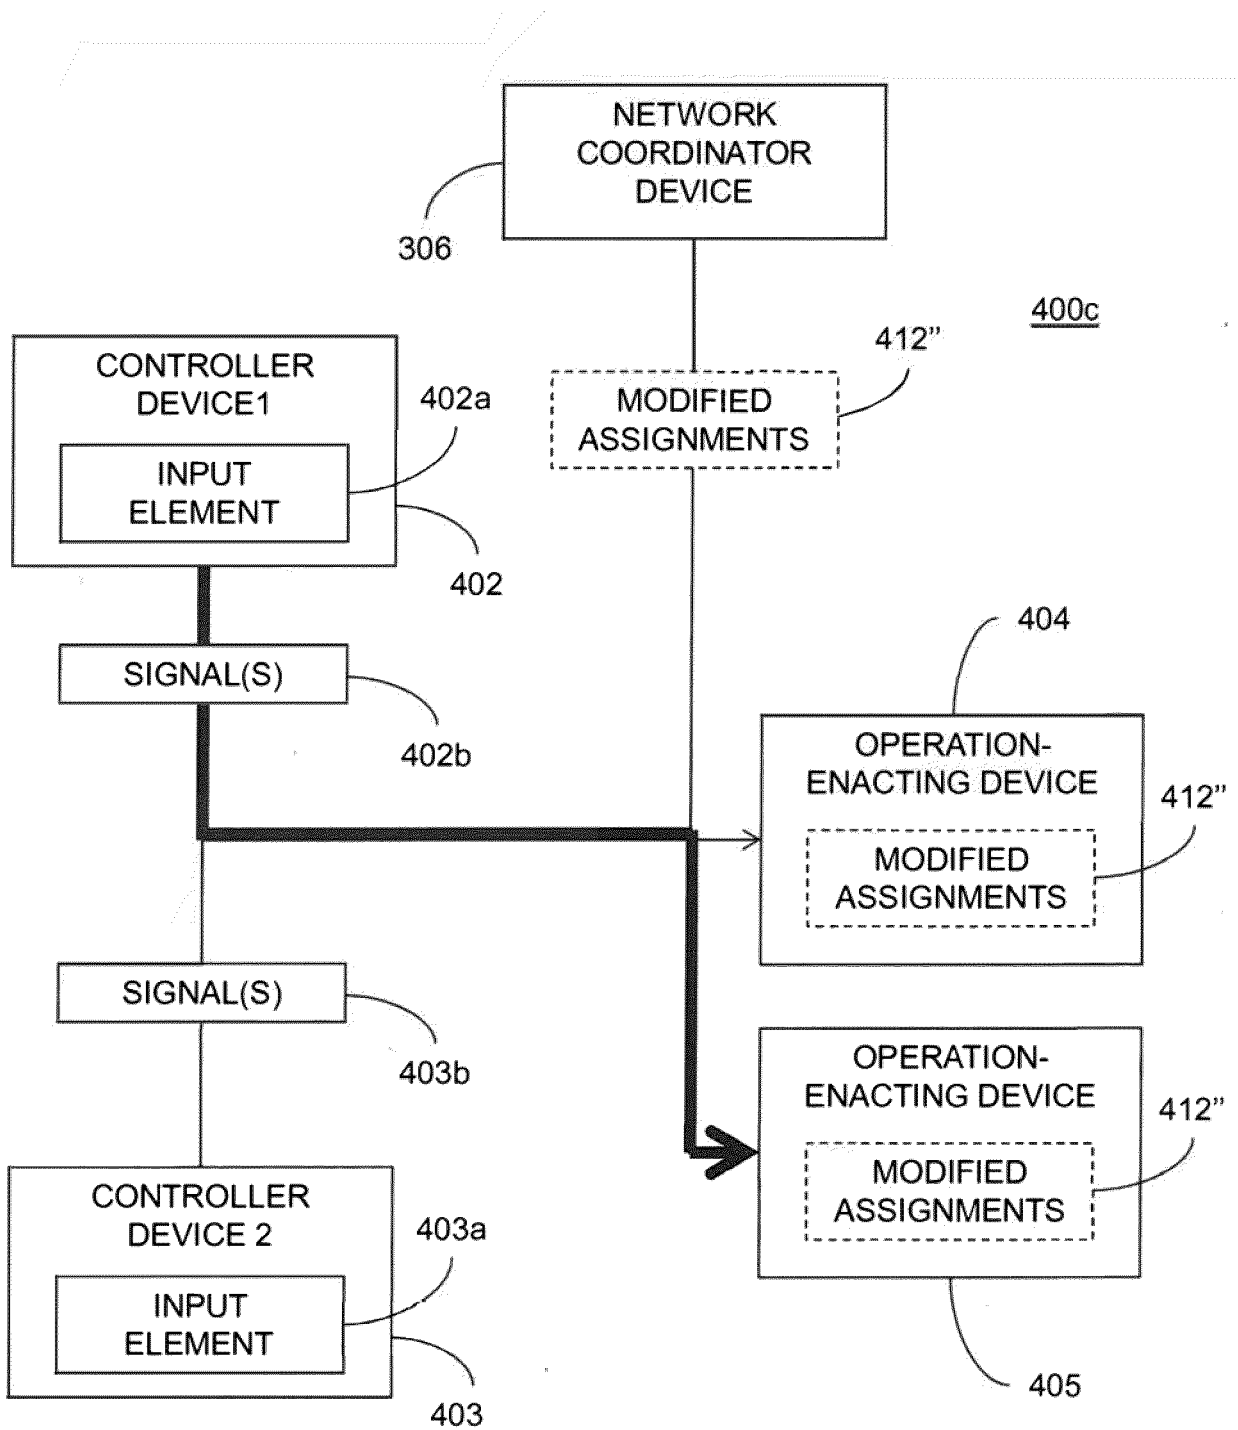 NETWORK
COORDINATOR
DEVICE
306
400c
412"
CONTROLLER
DEVICE1
402a
MODIFIED
ASSIGNMENTS
INPUT
ELEMENT
402
404
SIGNAL(S)
402b
OPERATION-
ENACTING DEVICE
412"
MODIFIED
ASSIGNMENTS
SIGNAL(S)
403b
OPERATION-
ENACTING DEVICE
412"
MODIFIED
ASSIGNMENTS
CONTROLLER
DEVICE 2
403a
INPUT
ELEMENT
403
405